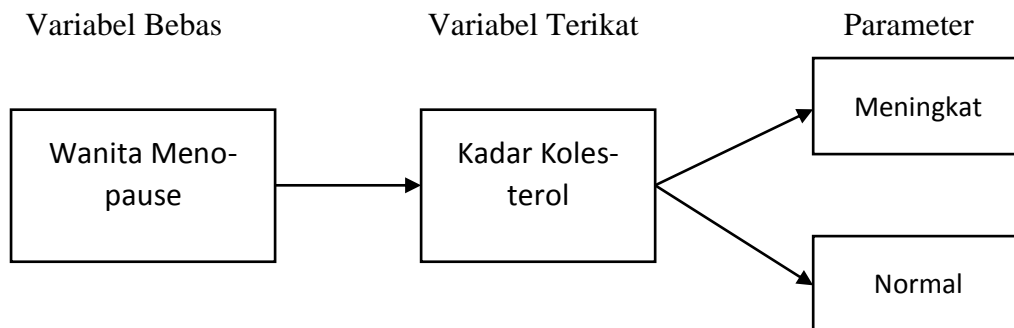 Variabel Bebas
Variabel Terikat
Parameter
Wanita Meno-
pause
Kadar Koles-
terol
Meningkat
Normal